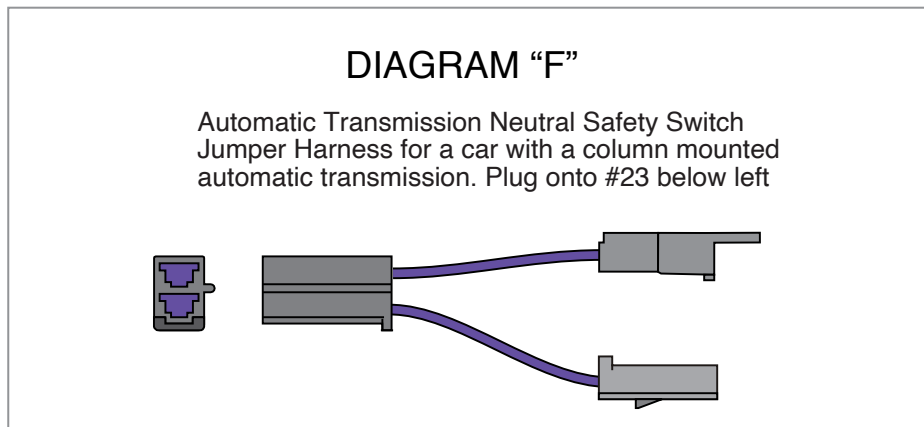 DIAGRAM “F”
Automatic Transmission Neutral Safety Switch
Jumper Harness for a car with a column mounted
automatic transmission. Plug onto #23 below left